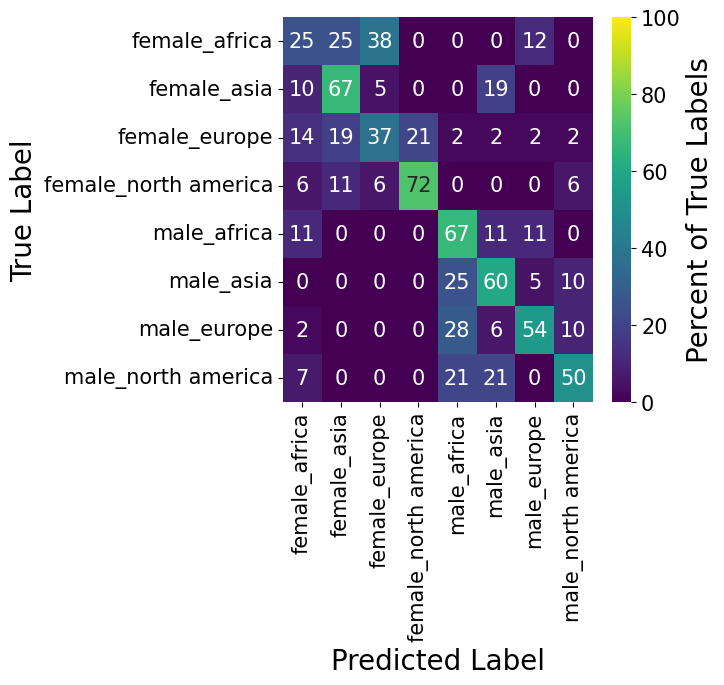 female_africa 25 25 38 0 0 0 12 0
female_asia 10 67 5 0 0 19 0 0
female_europe 14 19 37 21 2 2 2 2
female_north america 6 11 6 72 0 0 0 6
male_africa 11 0 0 0 67 11 11 0
male_asia 0 0 0 0 25 60 5 10
male_europe 2 0 0 0 28 6 54 10
male_north america 7 0 0 0 21 21 0 50
True Label
female_africa
female_asia
female_europe
female_north america
male_africa
male_asia
male_europe
male_north america
Predicted Label
100
80
60
40
20
0
Percent of True Labels